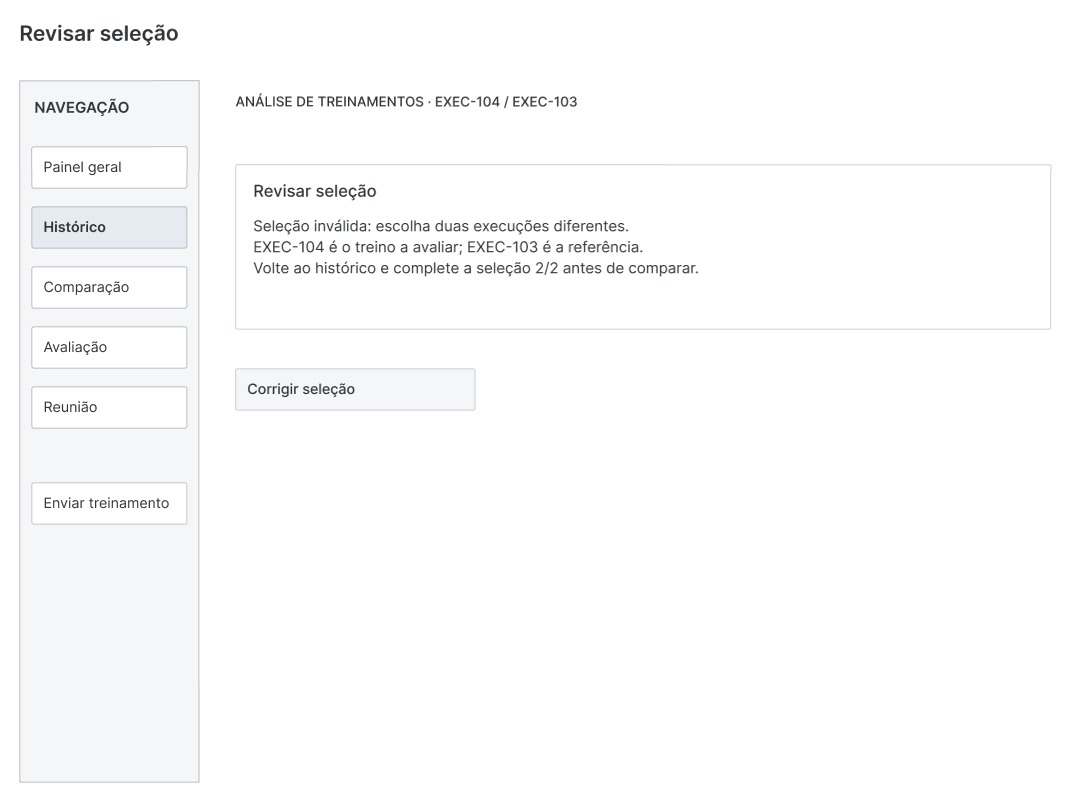 Revisar seleção
NAVEGAÇÃO
Painel geral
Histórico
Comparação
Avaliação
Reunião
Enviar treinamento
ANÁLISE DE TREINAMENTOS · EXEC-104 / EXEC-103
Revisar seleção
Seleção inválida: escolha duas execuções diferentes.
EXEC-104 é o treino a avaliar; EXEC-103 é a referência.
Volte ao histórico e complete a seleção 2/2 antes de comparar.
Corrigir seleção